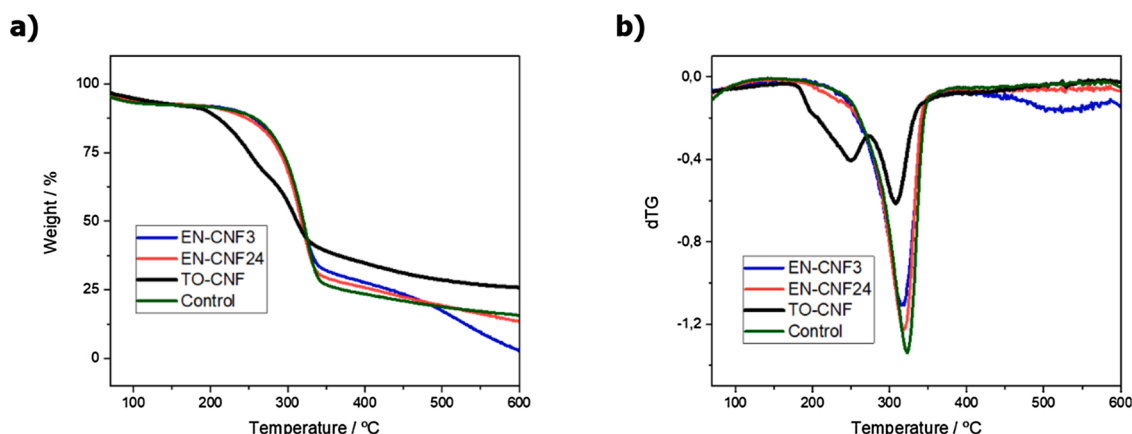 a)
100
75
50
25
0
Weight / %
EN-CNF3
EN-CNF24
TO-CNF
Control
100 200 300 400 500 600
Temperature / ºC
b)
0,0
-0,4
-0,8
-1,2
dTG
EN-CNF3
EN-CNF24
TO-CNF
Control
100 200 300 400 500 600
Temperature / ºC